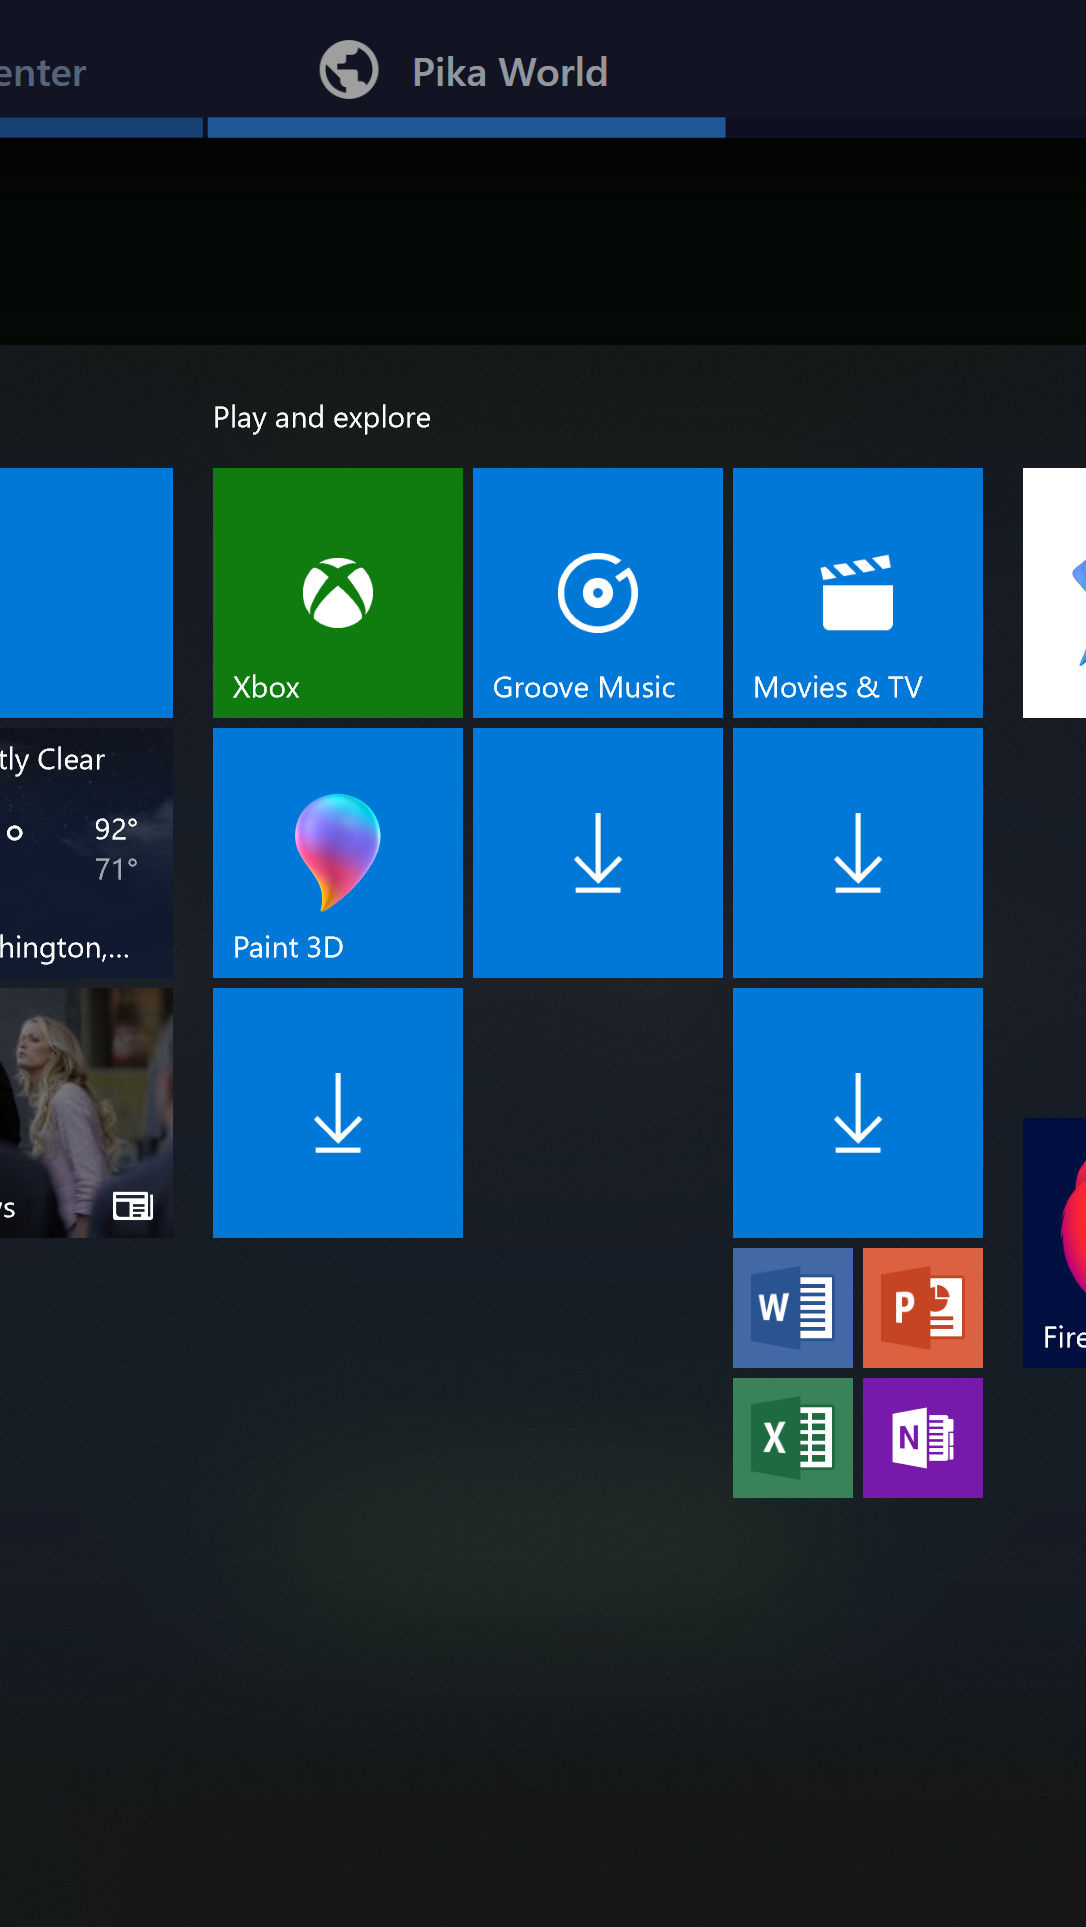 enter
Pika World
Play and explore
Xbox
Groove Music
Movies & TV
tly Clear
92°
71°
hington,...
Paint 3D
vs
W
P
Fire
X
N